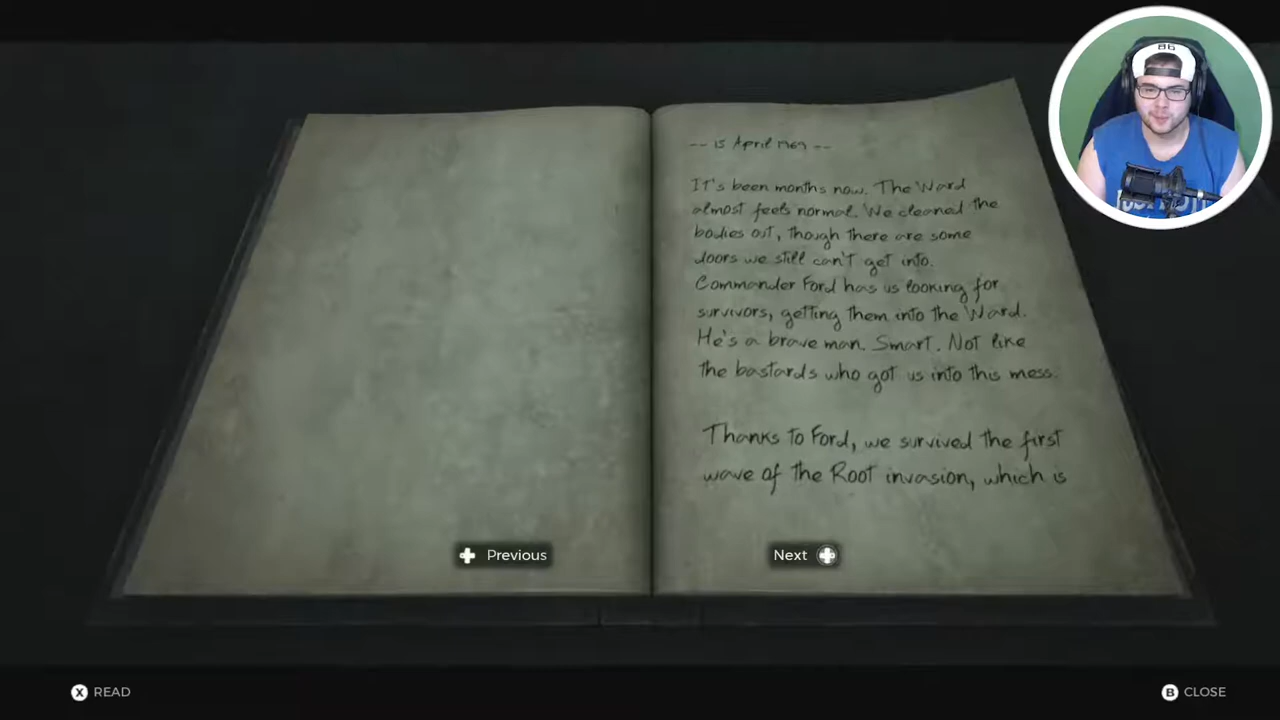 -- 15 April 1969 --
It's been months now. The Ward
almost feels normal. We cleaned the
bodies out, though there are some
doors we still can't get into.
Commander Ford has us looking for
survivors, getting them into the Ward.
He's a brave man. Smart. Not like
the bastards who got us into this mess.
Thanks to Ford, we survived the first
wave of the Root invasion, which is
Previous
Next
X READ
B CLOSE